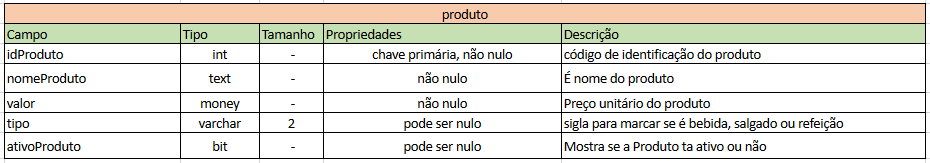 produto
Campo Tipo Tamanho Propriedades Descrição
idProduto int - chave primária, não nulo código de identificação do produto
nomeProduto text - não nulo É nome do produto
valor money - não nulo Preço unitário do produto
tipo varchar 2 pode ser nulo sigla para marcar se é bebida, salgado ou refeição
ativoProduto bit - pode ser nulo Mostra se a Produto ta ativo ou não